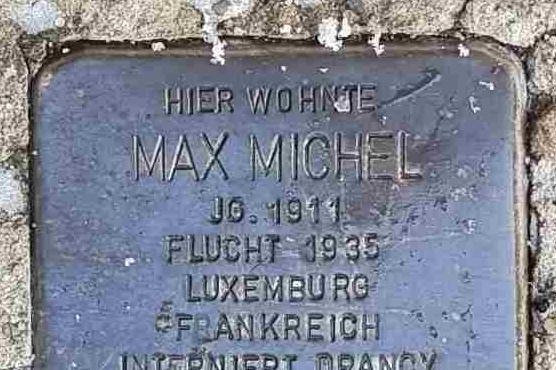 HIER WOHNTE
MAX MICHEL
JG. 1911
FLUCHT 1935
LUXEMBURG
FRANKREICH
INTERNIERT DRANCY